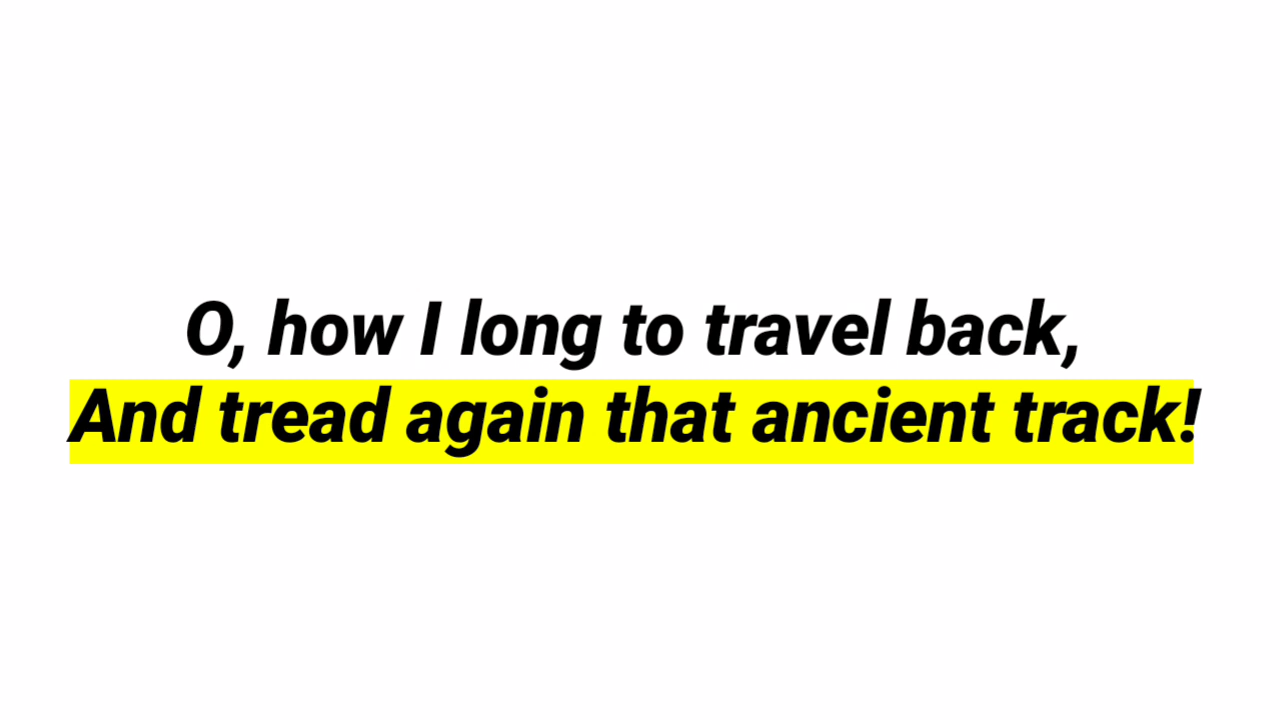 O, how I long to travel back,
And tread again that ancient track!